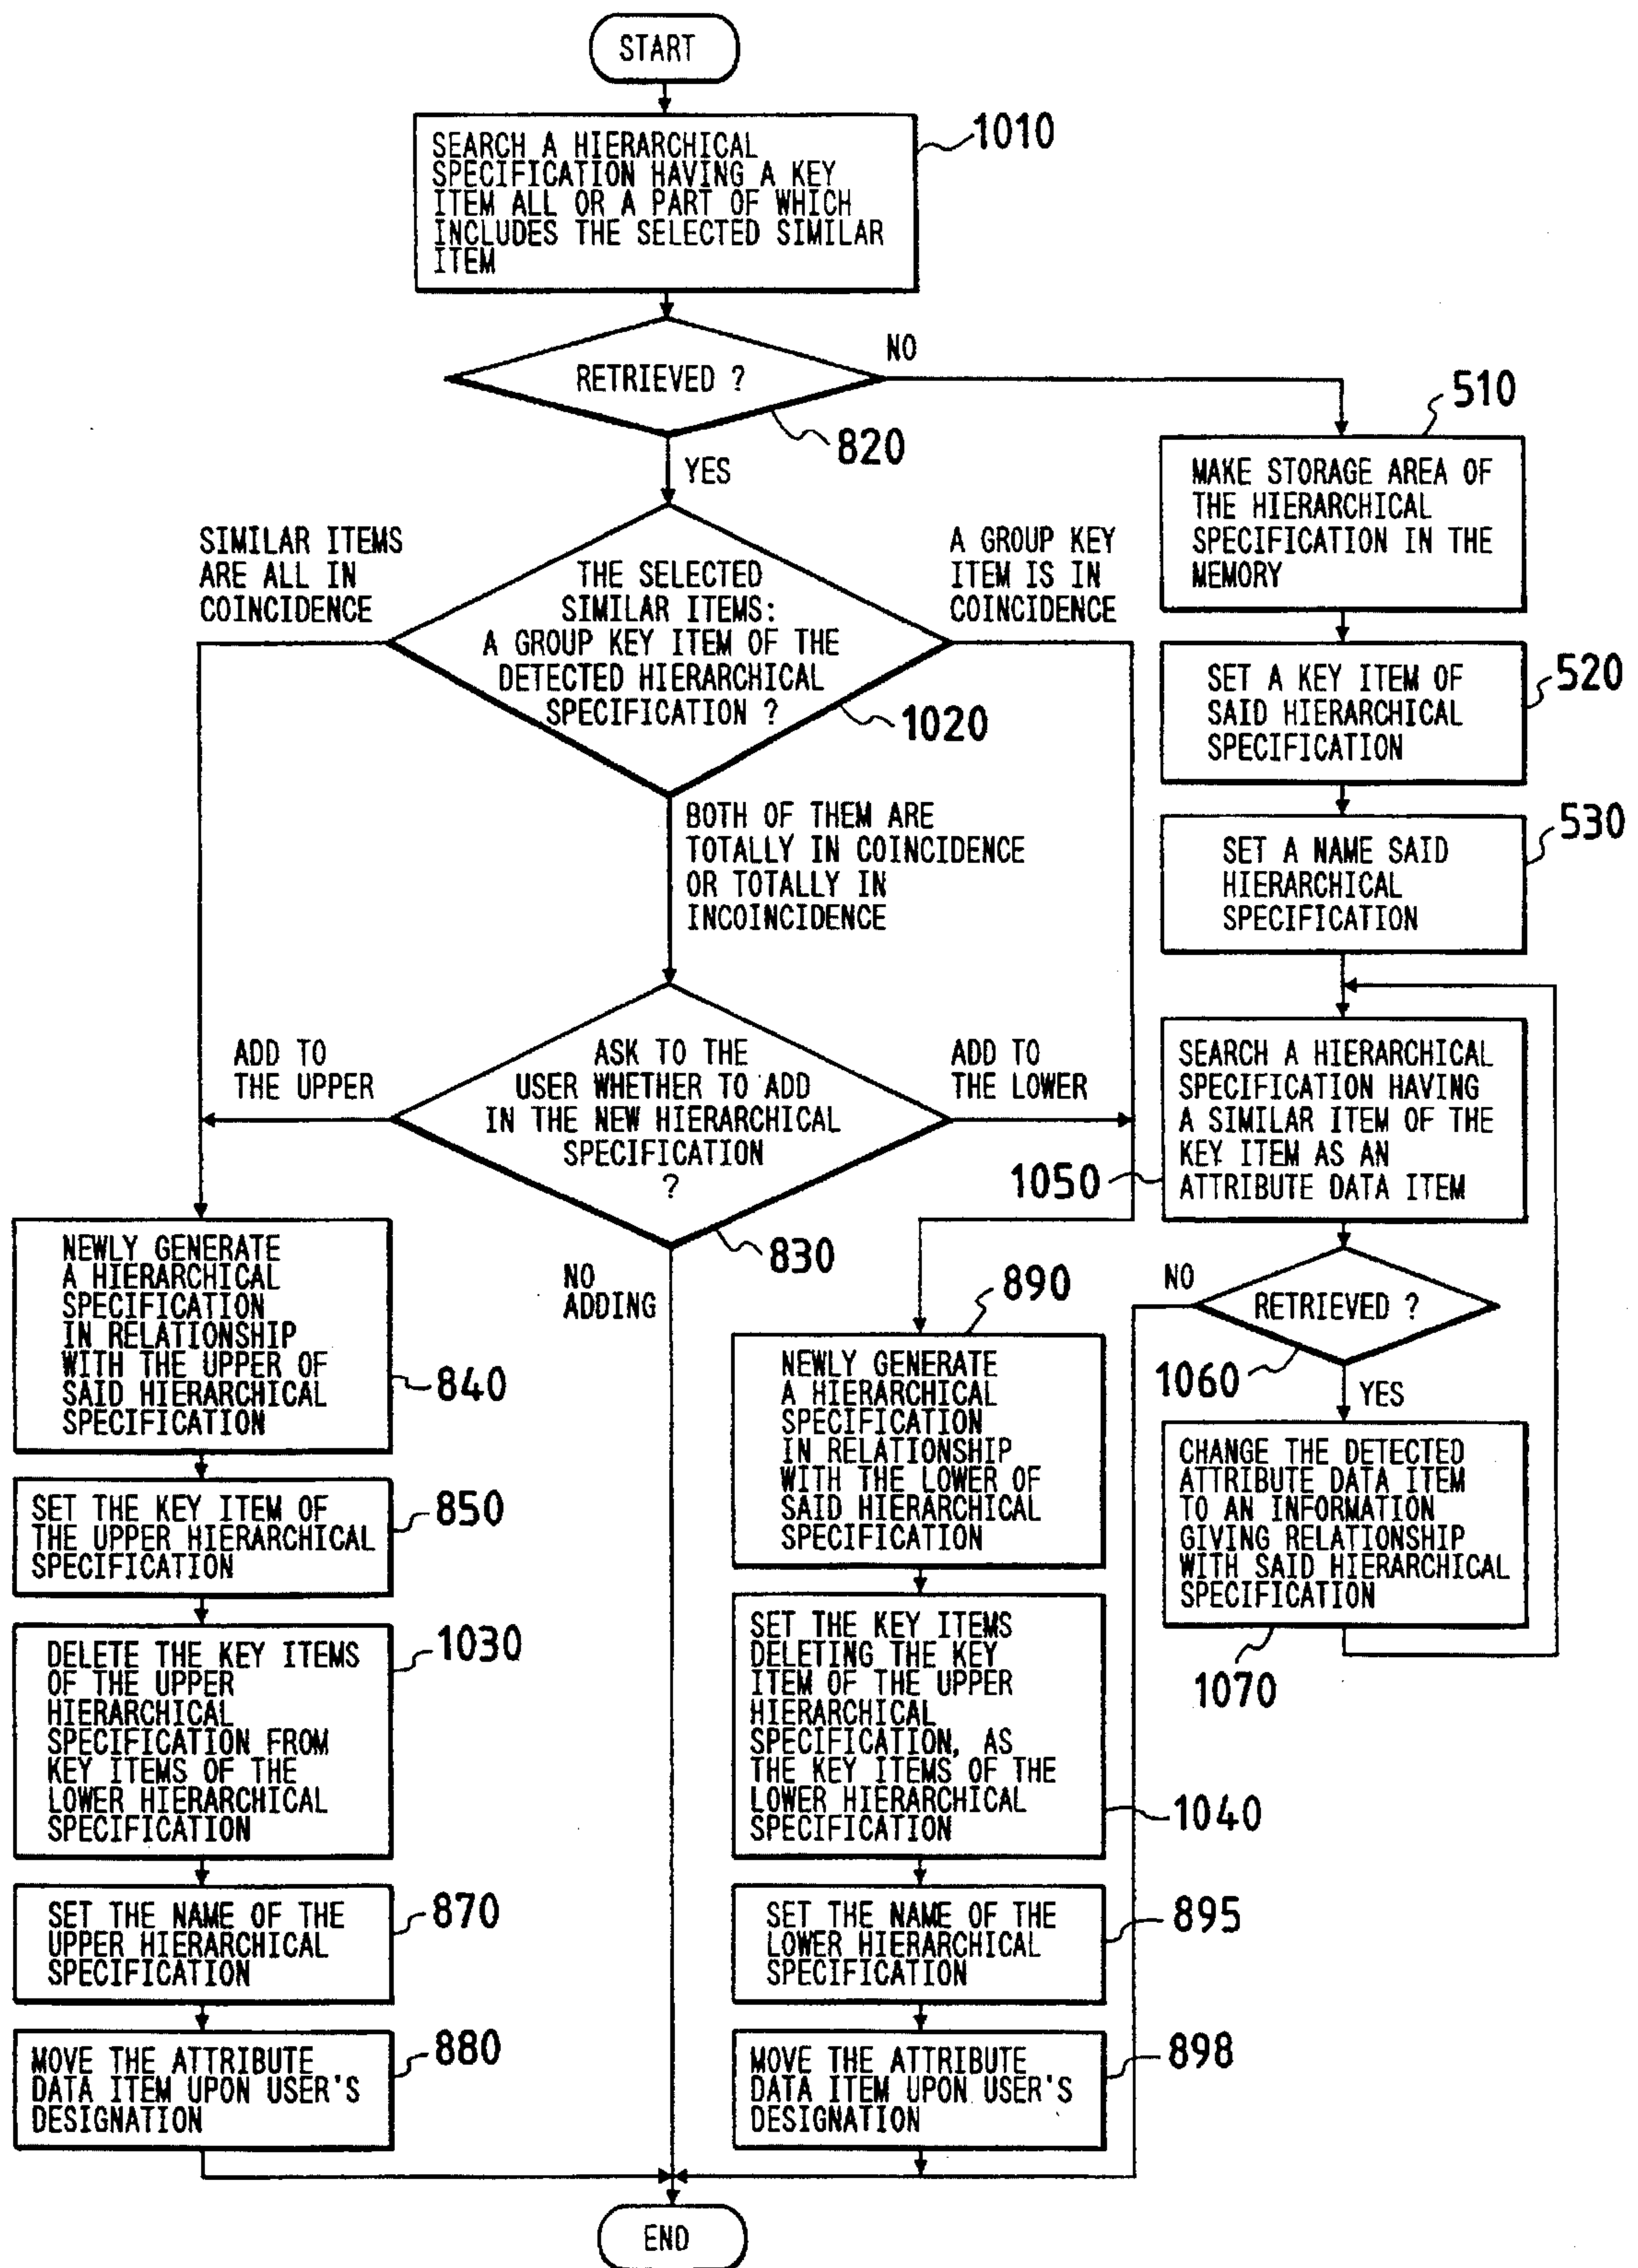 START
SEARCH A HIERARCHICAL
SPECIFICATION HAVING A KEY
ITEM ALL OR A PART OF WHICH
INCLUDES THE SELECTED SIMILAR
ITEM
1010
RETRIEVED ?
NO
820
YES
SIMILAR ITEMS
ARE ALL IN
COINCIDENCE
THE SELECTED
SIMILAR ITEMS:
A GROUP KEY ITEM OF THE
DETECTED HIERARCHICAL
SPECIFICATION ?
1020
A GROUP KEY
ITEM IS IN
COINCIDENCE
BOTH OF THEM ARE
TOTALLY IN COINCIDENCE
OR TOTALLY IN
INCOINCIDENCE
ADD TO
THE UPPER
ASK TO THE
USER WHETHER TO ADD
IN THE NEW HIERARCHICAL
SPECIFICATION
?
830
ADD TO
THE LOWER
NO
ADDING
NEWLY GENERATE
A HIERARCHICAL
SPECIFICATION
IN RELATIONSHIP
WITH THE UPPER OF
SAID HIERARCHICAL
SPECIFICATION
840
SET THE KEY ITEM OF
THE UPPER HIERARCHICAL
SPECIFICATION
850
DELETE THE KEY ITEMS
OF THE UPPER
HIERARCHICAL
SPECIFICATION FROM
KEY ITEMS OF THE
LOWER HIERARCHICAL
SPECIFICATION
1030
SET THE NAME OF THE
UPPER HIERARCHICAL
SPECIFICATION
870
MOVE THE ATTRIBUTE
DATA ITEM UPON USER'S
DESIGNATION
880
890
NEWLY GENERATE
A HIERARCHICAL
SPECIFICATION
IN RELATIONSHIP
WITH THE LOWER OF
SAID HIERARCHICAL
SPECIFICATION
SET THE KEY ITEMS
DELETING THE KEY
ITEM OF THE UPPER
HIERARCHICAL
SPECIFICATION, AS
THE KEY ITEMS OF THE
LOWER HIERARCHICAL
SPECIFICATION
1040
SET THE NAME OF THE
LOWER HIERARCHICAL
SPECIFICATION
895
MOVE THE ATTRIBUTE
DATA ITEM UPON USER'S
DESIGNATION
898
510
MAKE STORAGE AREA OF
THE HIERARCHICAL
SPECIFICATION IN THE
MEMORY
SET A KEY ITEM OF
SAID HIERARCHICAL
SPECIFICATION
520
SET A NAME SAID
HIERARCHICAL
SPECIFICATION
530
SEARCH A HIERARCHICAL
SPECIFICATION HAVING
A SIMILAR ITEM OF THE
KEY ITEM AS AN
ATTRIBUTE DATA ITEM
1050
NO
RETRIEVED ?
1060
YES
CHANGE THE DETECTED
ATTRIBUTE DATA ITEM
TO AN INFORMATION
GIVING RELATIONSHIP
WITH SAID HIERARCHICAL
SPECIFICATION
1070
END